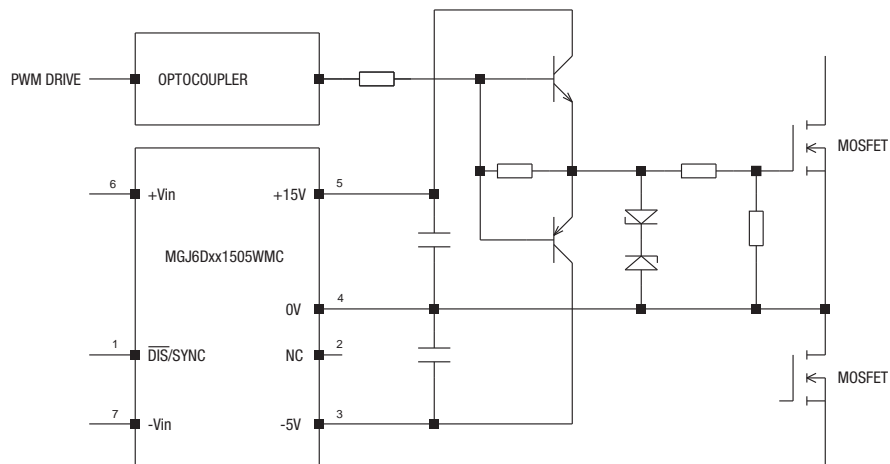 PWM DRIVE
OPTOCOUPLER
MOSFET
6
+Vin
+15V
5
MGJ6Dxx1505WMC
0V
4
1
DIS/SYNC
NC
2
MOSFET
7
-Vin
-5V
3